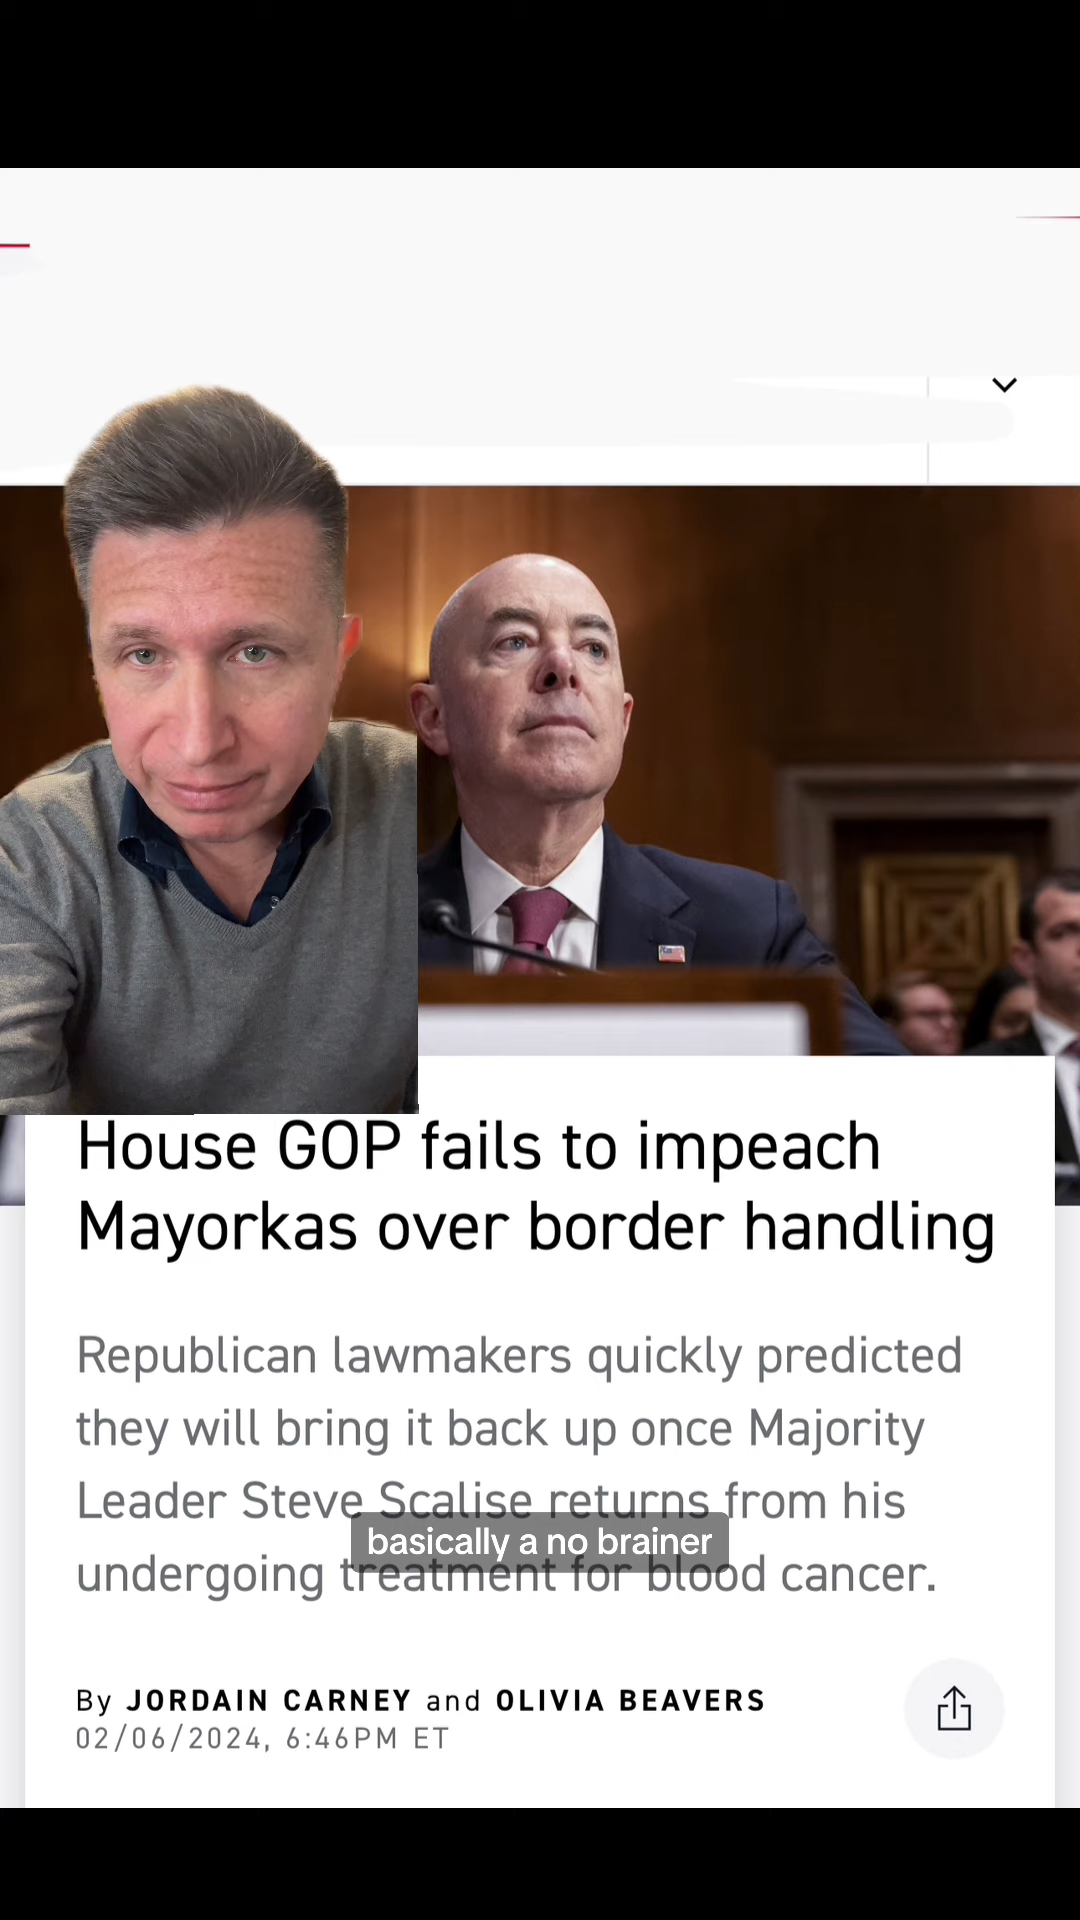 House GOP fails to impeach
Mayorkas over border handling
Republican lawmakers quickly predicted
they will bring it back up once Majority
Leader Steve Scalise returns from his
basically a no brainer
undergoing treatment for blood cancer.
By JORDAIN CARNEY and OLIVIA BEAVERS
02/06/2024, 6:46PM ET